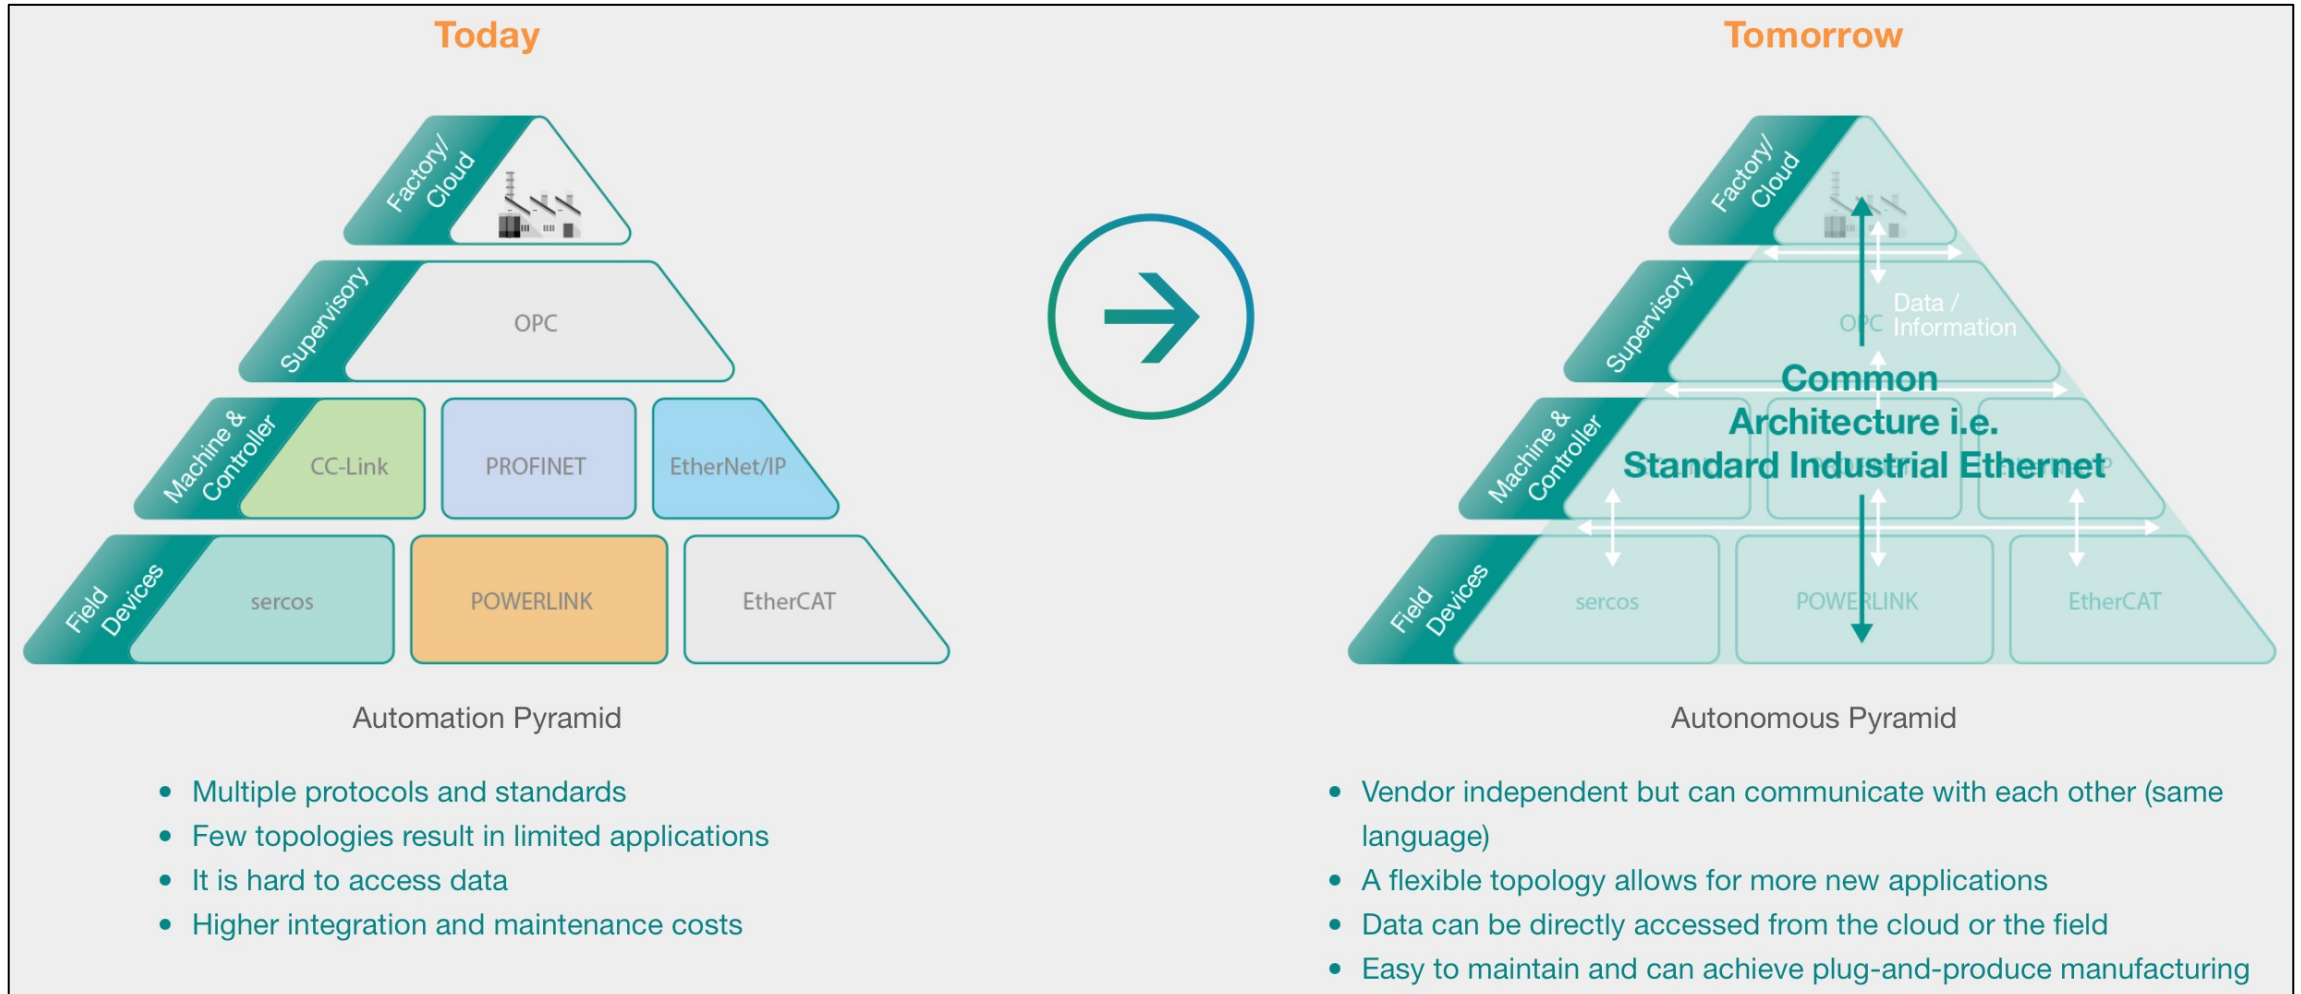 Today
Factory/
Cloud
Supervisory
OPC
Machine &
Controller
CC-Link
PROFINET
EtherNet/IP
Field
Devices
sercos
POWERLINK
EtherCAT
Automation Pyramid
Multiple protocols and standards
Few topologies result in limited applications
It is hard to access data
Higher integration and maintenance costs
Tomorrow
Factory/
Cloud
Supervisory
OPC
Data /
Information
Common
Architecture i.e.
Standard Industrial Ethernet
Machine &
Controller
Field
Devices
sercos
POWERLINK
EtherCAT
Autonomous Pyramid
Vendor independent but can communicate with each other (same
language)
A flexible topology allows for more new applications
Data can be directly accessed from the cloud or the field
Easy to maintain and can achieve plug-and-produce manufacturing